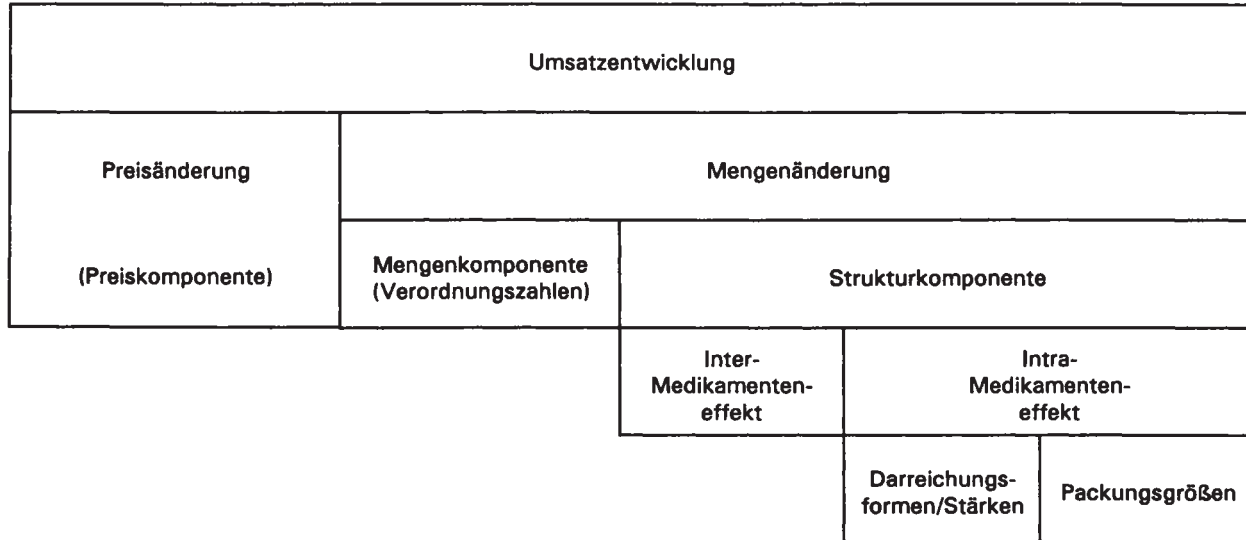 Umsatzentwicklung
Preisänderung
Mengenänderung
(Preiskomponente)
Mengenkomponente
(Verordnungszahlen)
Strukturkomponente
Inter-
Medikamenten-
effekt
Intra-
Medikamenten-
effekt
Darreichungs-
formen/Stärken
Packungsgrößen